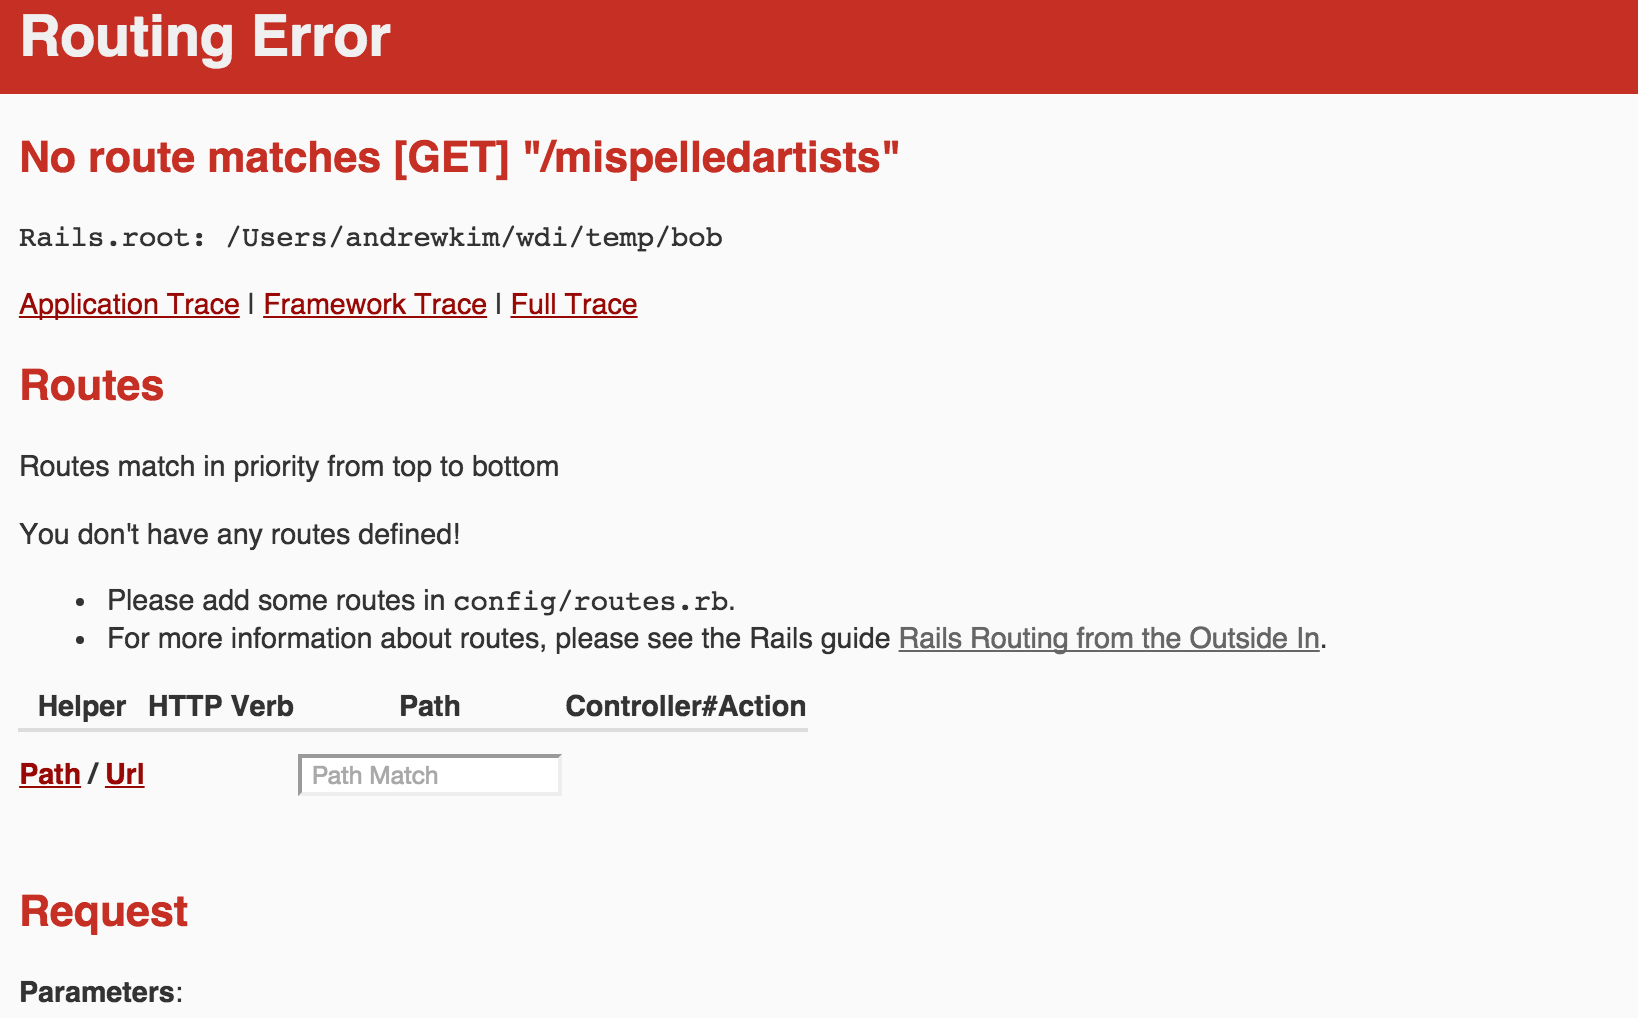 Routing Error
No route matches [GET] "/mispelledartists"
Rails.root: /Users/andrewkim/wdi/temp/bob
Application Trace | Framework Trace | Full Trace
Routes
Routes match in priority from top to bottom
You don't have any routes defined!
• Please add some routes in config/routes.rb.
• For more information about routes, please see the Rails guide Rails Routing from the Outside In.
Helper HTTP Verb Path Controller#Action
Path / Url Path Match
Request
Parameters: